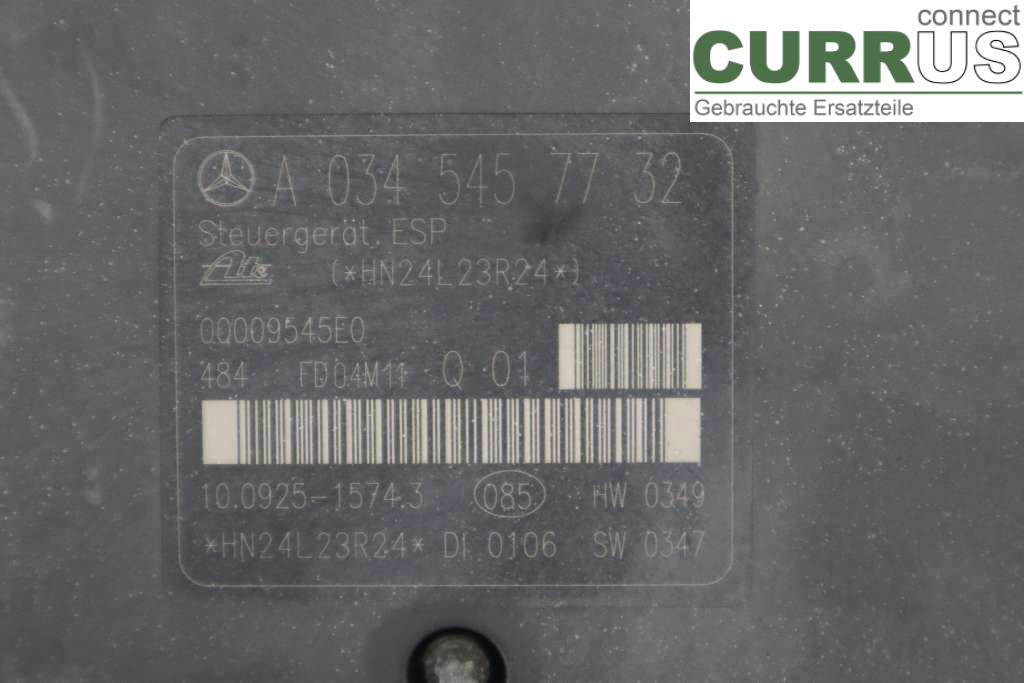 connect
CURRUS
Gebrauchte Ersatzteile
A 034 545 77 32
Steuergerät ESP
Ate (*HN24L23R24*)
00009545E0
484 FD04M11 Q 01
10.0925-1574.3 085 HW 0349
*HN24L23R24* DI 0106 SW 0347